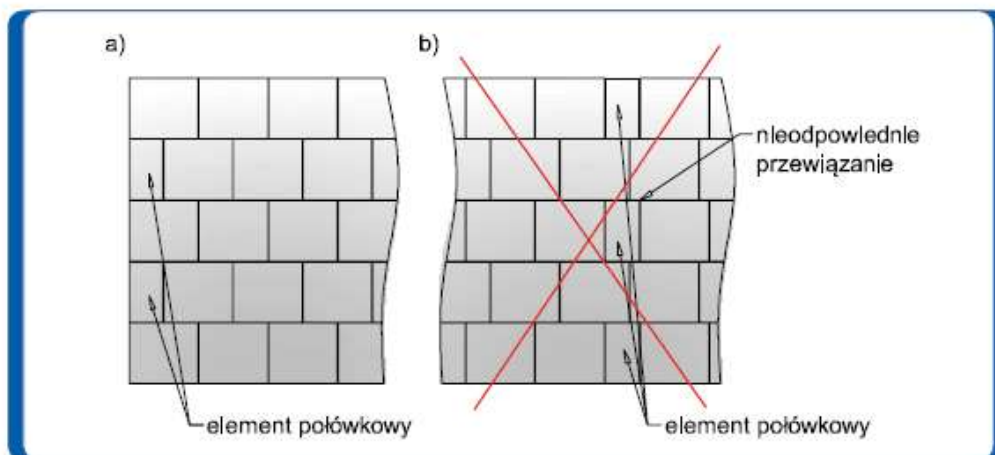 a)
b)
nieodpowiednie
przewiązanie
element połówkowy
element połówkowy